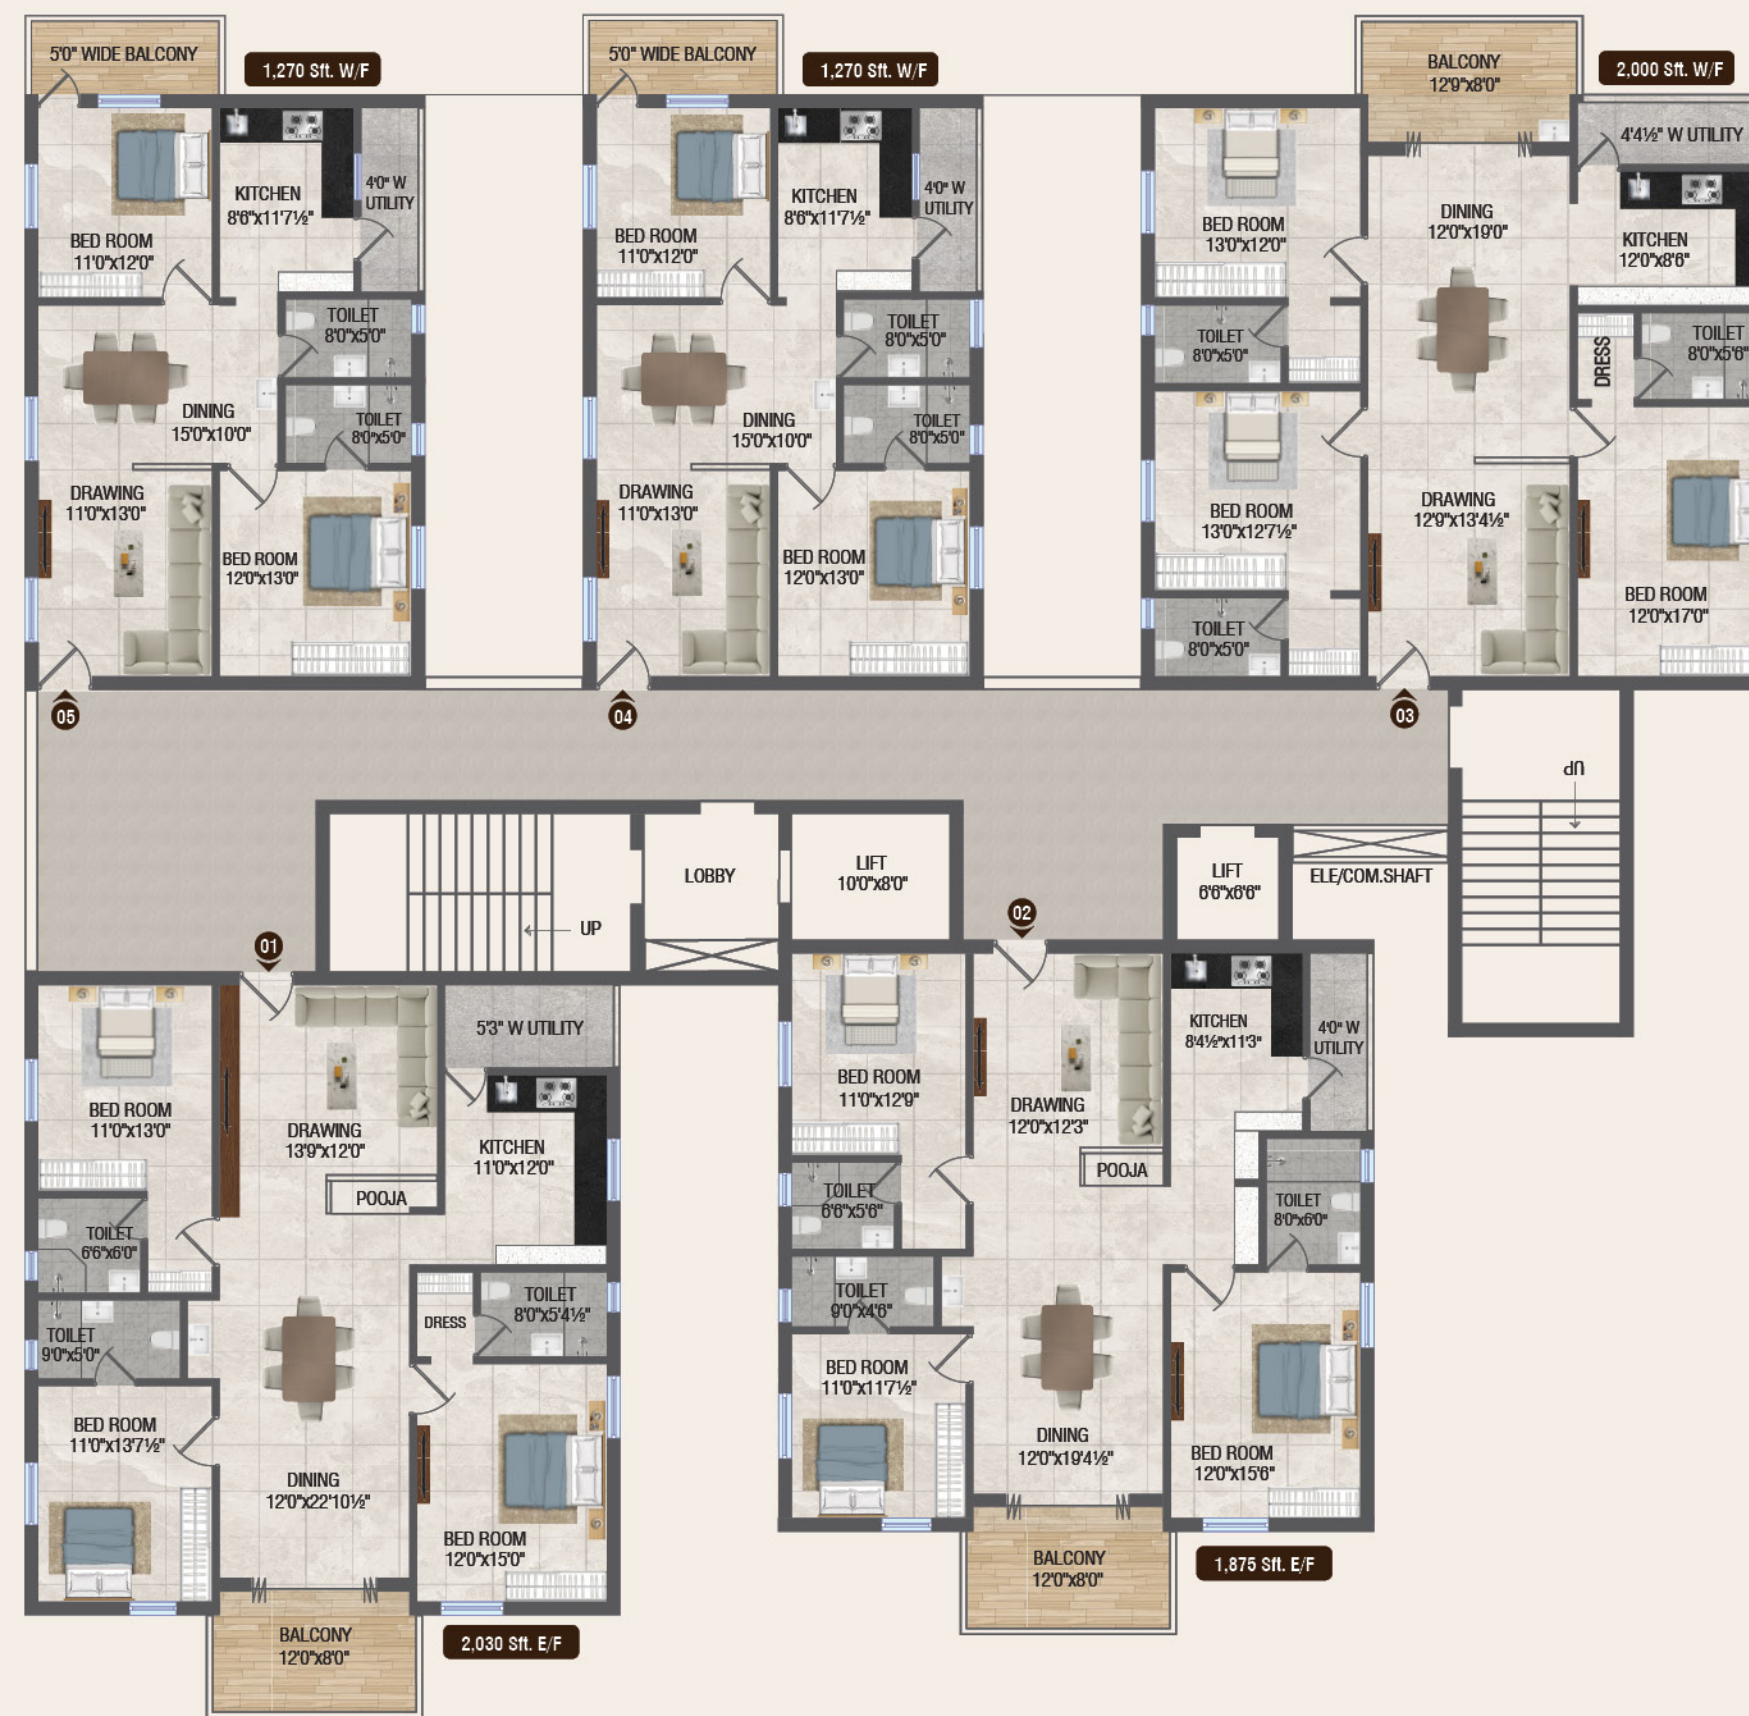 5'0" WIDE BALCONY
1,270 Sft. W/F
5'0" WIDE BALCONY
1,270 Sft. W/F
BALCONY
12'9"x8'0"
2,000 Sft. W/F
4'4½" W UTILITY
BED ROOM
11'0"x12'0"
KITCHEN
8'6"x11'7½"
4'0" W
UTILITY
TOILET
8'0"x5'0"
DINING
15'0"x10'0"
TOILET
8'0"x5'0"
DRAWING
11'0"x13'0"
BED ROOM
12'0"x13'0"
05
BED ROOM
11'0"x12'0"
KITCHEN
8'6"x11'7½"
4'0" W
UTILITY
TOILET
8'0"x5'0"
DINING
15'0"x10'0"
TOILET
8'0"x5'0"
DRAWING
11'0"x13'0"
BED ROOM
12'0"x13'0"
04
BED ROOM
13'0"x12'0"
DINING
12'0"x19'0"
KITCHEN
12'0"x8'6"
TOILET
8'0"x5'0"
DRESS
TOILET
8'0"x5'6"
BED ROOM
13'0"x12'7½"
DRAWING
12'9"x13'4½"
BED ROOM
12'0"x17'0"
TOILET
8'0"x5'0"
03
UP
LOBBY
LIFT
10'0"x8'0"
LIFT
6'6"x6'6"
ELE/COM.SHAFT
UP
01
02
5'3" W UTILITY
BED ROOM
11'0"x13'0"
DRAWING
13'9"x12'0"
KITCHEN
11'0"x12'0"
POOJA
TOILET
6'6"x6'0"
TOILET
8'0"x5'4½"
DRESS
TOILET
9'0"x5'0"
BED ROOM
11'0"x13'7½"
DINING
12'0"x22'10½"
BED ROOM
12'0"x15'0"
BALCONY
12'0"x8'0"
2,030 Sft. E/F
KITCHEN
8'4½"x11'3"
4'0" W
UTILITY
BED ROOM
11'0"x12'9"
DRAWING
12'0"x12'3"
POOJA
TOILET
6'6"x5'6"
TOILET
8'0"x6'0"
TOILET
9'0"x4'6"
BED ROOM
11'0"x11'7½"
DINING
12'0"x19'4½"
BED ROOM
12'0"x15'6"
BALCONY
12'0"x8'0"
1,875 Sft. E/F